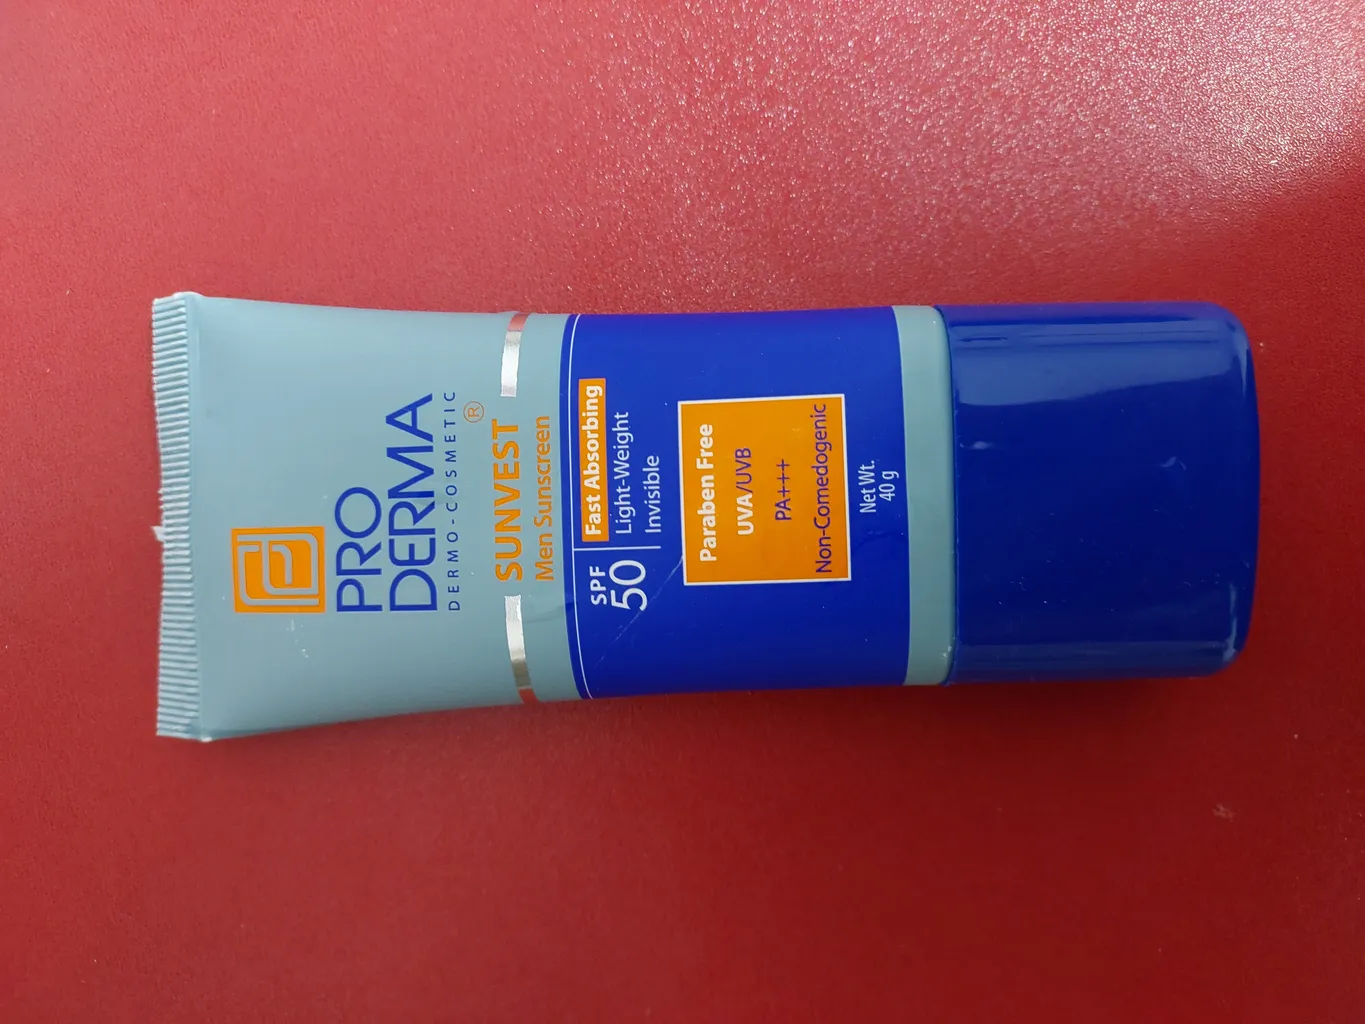 PRO
DERMA
DERMO-COSMETIC
®
SUNVEST
Men Sunscreen
SPF
50
Fast Absorbing
Light-Weight
Invisible
Paraben Free
UVA/UVB
PA+++
Non-Comedogenic
Net Wt.
40 g